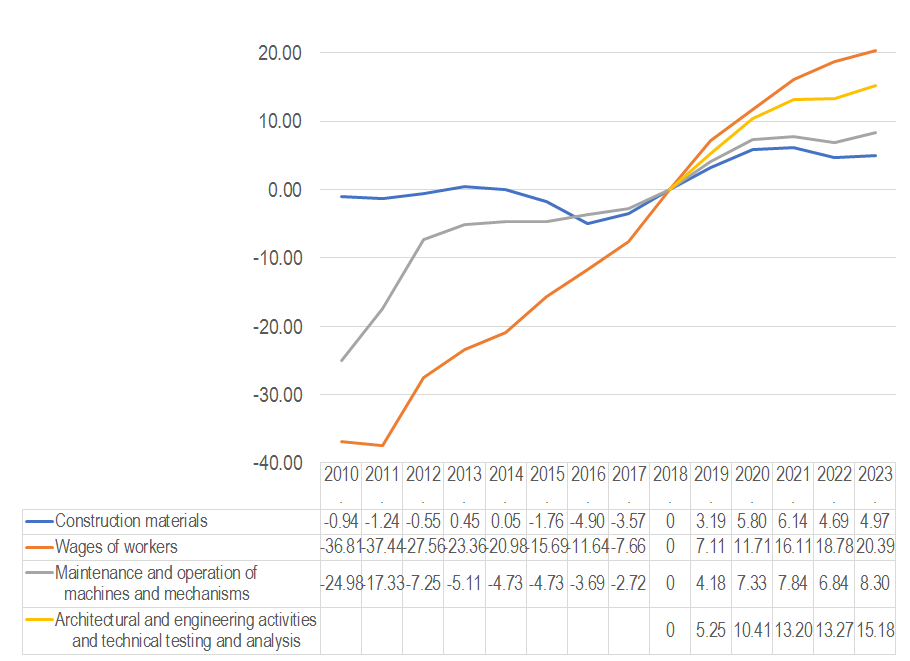 20.00
10.00
0.00
-10.00
-20.00
-30.00
-40.00
2010 2011 2012 2013 2014 2015 2016 2017 2018 2019 2020 2021 2022 2023
. . . . . . . . . . . . . .
Construction materials -0.94 -1.24 -0.55 0.45 0.05 -1.76 -4.90 -3.57 0 3.19 5.80 6.14 4.69 4.97
Wages of workers -36.81 -37.44 -27.56 -23.36 -20.98 -15.69 -11.64 -7.66 0 7.11 11.71 16.11 18.78 20.39
Maintenance and operation of
machines and mechanisms -24.98 -17.33 -7.25 -5.11 -4.73 -4.73 -3.69 -2.72 0 4.18 7.33 7.84 6.84 8.30
Architectural and engineering activities
and technical testing and analysis 0 5.25 10.41 13.20 13.27 15.18